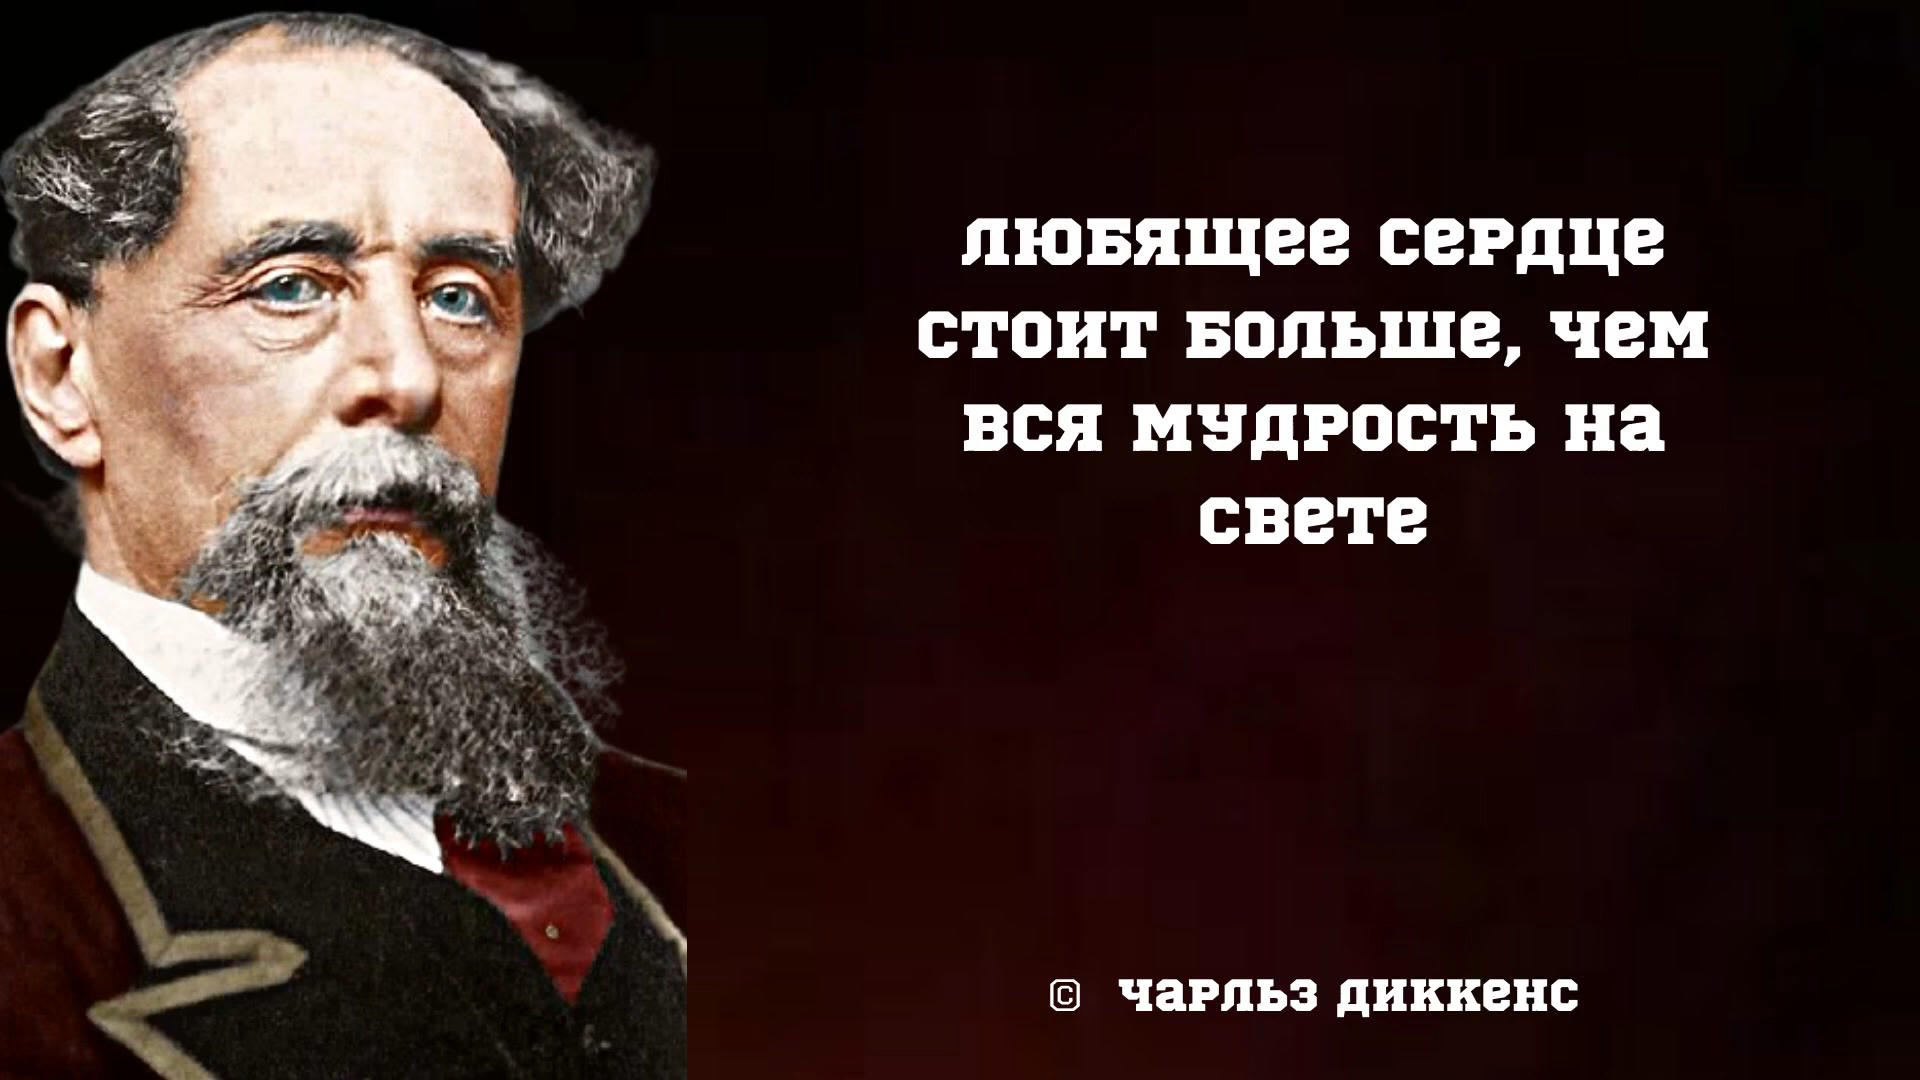 любящее сердце
стоит больше, чем
вся мудрость на
свете
© Чарльз Диккенс